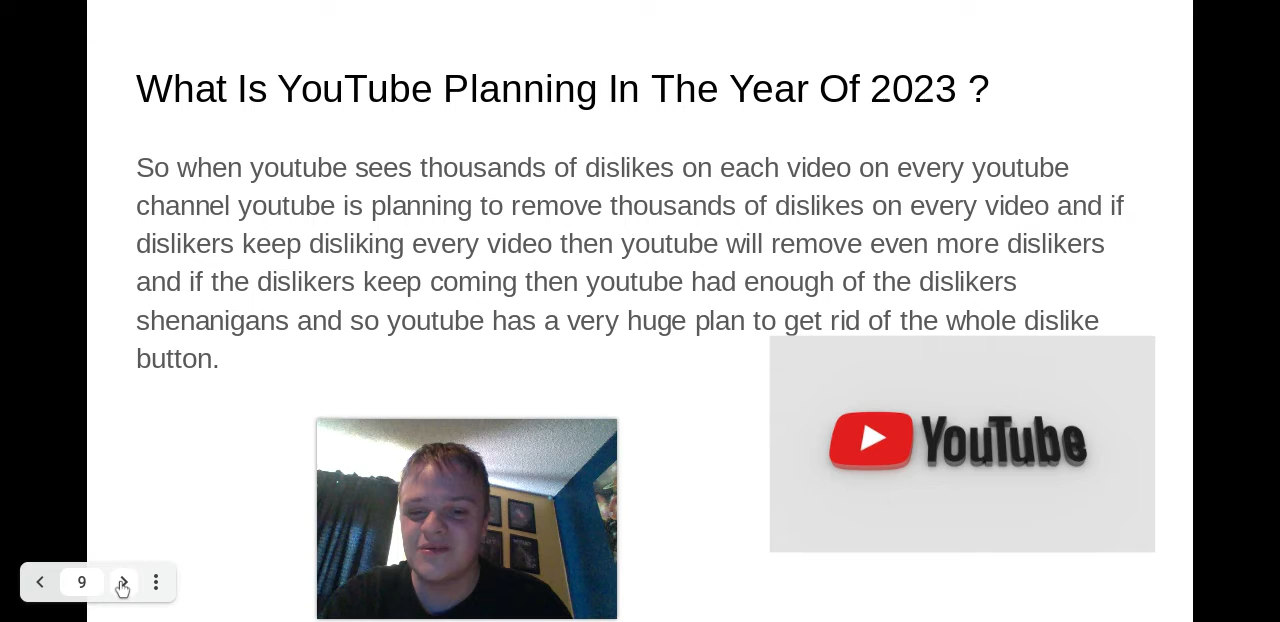 What Is YouTube Planning In The Year Of 2023 ?
So when youtube sees thousands of dislikes on each video on every youtube
channel youtube is planning to remove thousands of dislikes on every video and if
dislikers keep disliking every video then youtube will remove even more dislikers
and if the dislikers keep coming then youtube had enough of the dislikers
shenanigans and so youtube has a very huge plan to get rid of the whole dislike
button.
YouTube
9